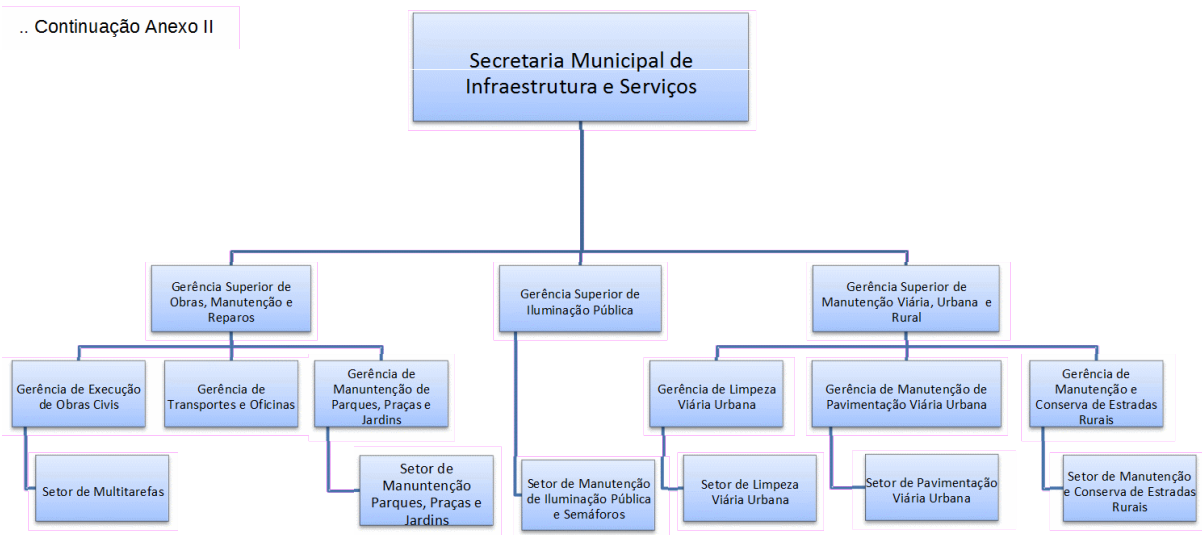 .. Continuação Anexo II
Secretaria Municipal de
Infraestrutura e Serviços
Gerência Superior de
Obras, Manutenção e
Reparos
Gerência Superior de
Iluminação Pública
Gerência Superior de
Manutenção Viária, Urbana e
Rural
Gerência de Execução
de Obras Civis
Gerência de
Transportes e Oficinas
Gerência de
Manuntenção de
Parques, Praças e
Jardins
Gerência de Limpeza
Viária Urbana
Gerência de Manutenção de
Pavimentação Viária Urbana
Gerência de
Manutenção e
Conserva de Estradas
Rurais
Setor de Multitarefas
Setor de
Manuntenção
Parques, Praças e
Jardins
Setor de Manutenção
de Iluminação Pública
e Semáforos
Setor de Limpeza
Viária Urbana
Setor de Pavimentação
Viária Urbana
Setor de Manutenção
e Conserva de Estradas
Rurais